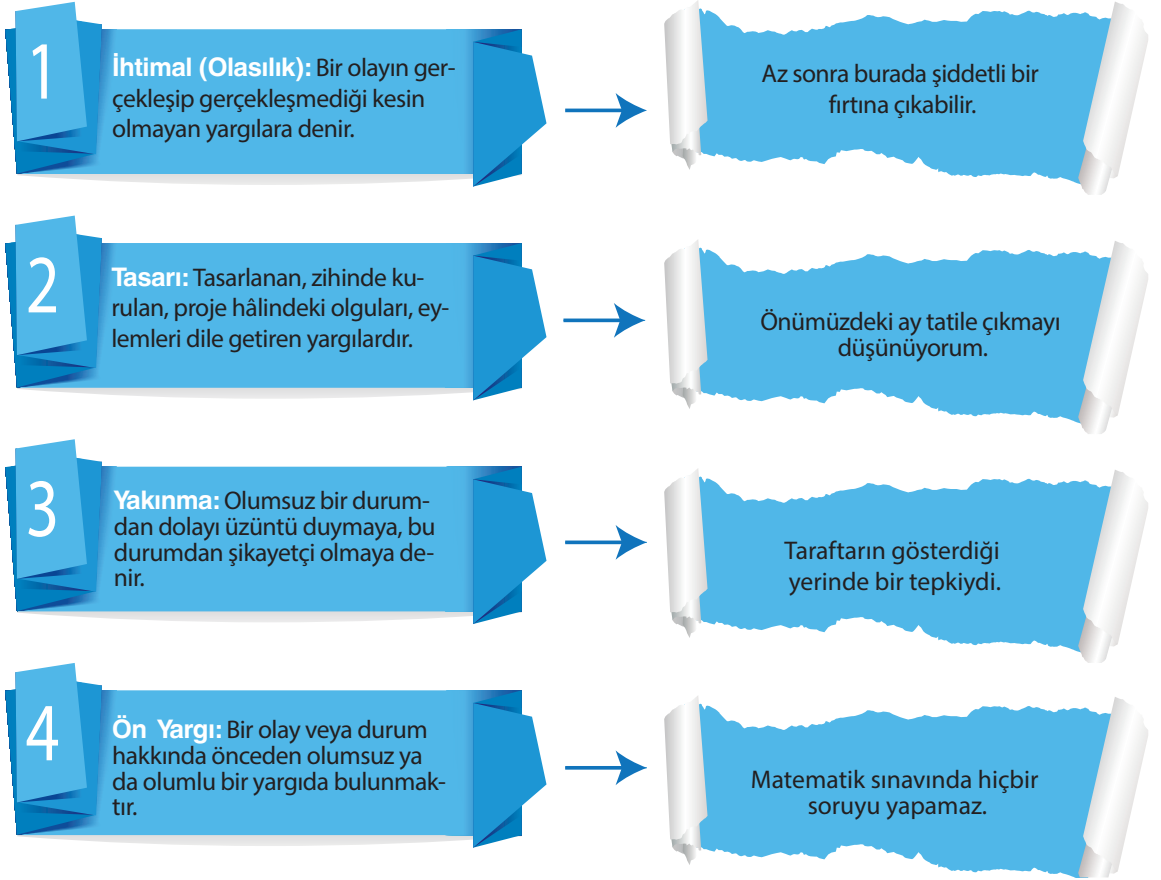 1
İhtimal (Olasılık): Bir olayın ger-
çekleşip gerçekleşmediği kesin
olmayan yargılara denir.
Az sonra burada şiddetli bir
fırtına çıkabilir.
2
Tasarı: Tasarlanan, zihinde ku-
rulan, proje hâlindeki olguları, ey-
lemleri dile getiren yargılardır.
Önümüzdeki ay tatile çıkmayı
düşünüyorum.
3
Yakınma: Olumsuz bir durum-
dan dolayı üzüntü duymaya, bu
durumdan şikayetçi olmaya de-
nir.
Taraftarın gösterdiği
yerinde bir tepkiydi.
4
Ön Yargı: Bir olay veya durum
hakkında önceden olumsuz ya
da olumlu bir yargıda bulunmak-
tır.
Matematik sınavında hiçbir
soruyu yapamaz.